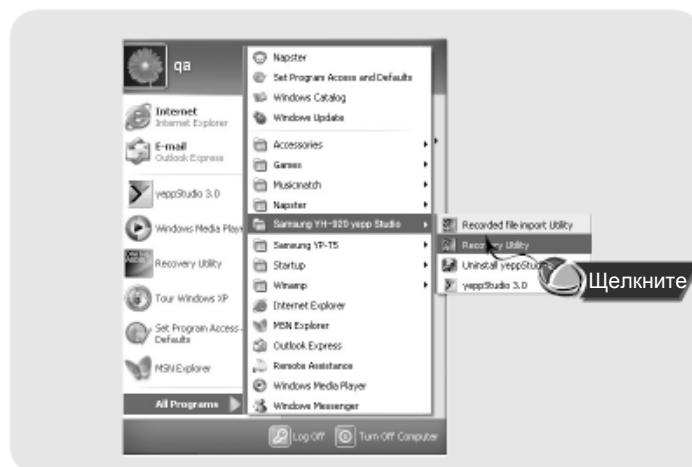 qa
Internet
Internet Explorer
E-mail
Outlook Express
yeppStudio 3.0
Windows Media Play
Recovery Utility
Tour Windows XP
Set Program Access
Defaults
MSN Explorer
All Programs
Napster
Set Program Access and Defaults
Windows Catalog
Windows Update
Accessories
Games
Musicmatch
Napster
Samsung YH-920 yepp Studio
Samsung YP-T5
Startup
Winamp
Internet Explorer
MSN Explorer
Outlook Express
Remote Assistance
Windows Media Player
Windows Messenger
Recorded file import Utility
Recovery Utility
Uninstall yeppStudio
yeppStudio 3.0
Щелкните
Log Off
Turn Off Computer